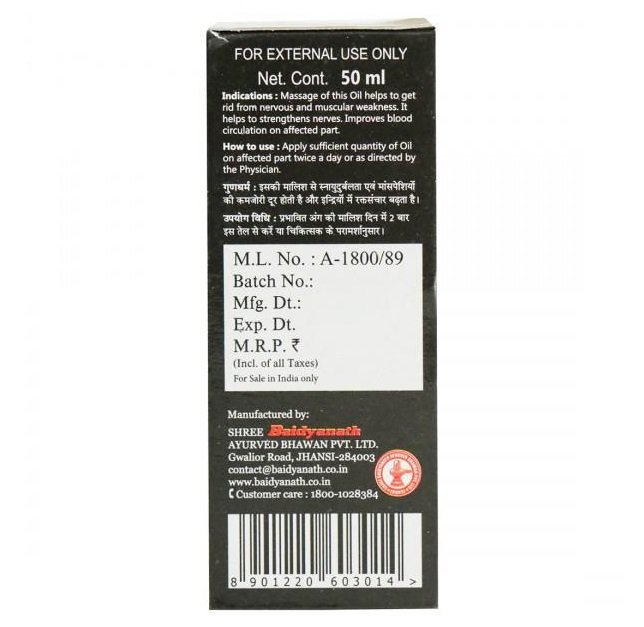 FOR EXTERNAL USE ONLY
Net. Cont. 50 ml
Indications : Massage of this Oil helps to get
rid from nervous and muscular weakness. It
helps to strengthens nerves. Improves blood
circulation on affected part.
How to use : Apply sufficient quantity of Oil
on affected part twice a day or as directed by
the Physician.
गुणधर्म : इसकी मालिश से स्नायुदुर्बलता एवं मांसपेशियों
की कमजोरी दूर होती है और इन्द्रियों में रक्तसंचार बढ़ता है।
उपयोग विधि : प्रभावित अंग की मालिश दिन में 2 बार
इस तेल से करें या चिकित्सक के परामर्शानुसार।
M.L. No. : A-1800/89
Batch No.:
Mfg. Dt.:
Exp. Dt.
M.R.P. ₹
(Incl. of all Taxes)
For Sale in India only
Manufactured by:
SHREE Baidyanath
AYURVED BHAWAN PVT. LTD.
Gwalior Road, JHANSI-284003
contact@baidyanath.co.in
www.baidyanath.co.in
Customer care : 1800-1028384
8 901220 603014 >